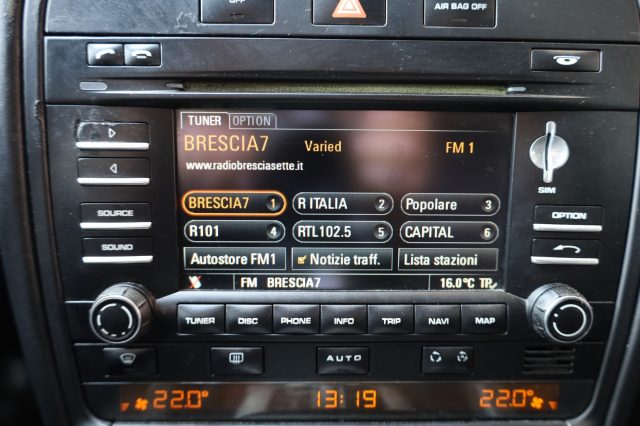 OFF
AIR BAG OFF
TUNER OPTION
BRESCIA7 Varied FM 1
www.radiobresciasette.it
BRESCIA7 1 R ITALIA 2 Popolare 3
R101 4 RTL102.5 5 CAPITAL 6
Autostore FM1 Notizie traff. Lista stazioni
FM BRESCIA7 16.0°C TP
SOURCE
SOUND
SIM
OPTION
TUNER DISC PHONE INFO TRIP NAVI MAP
AUTO
22.0° 13:19 22.0°